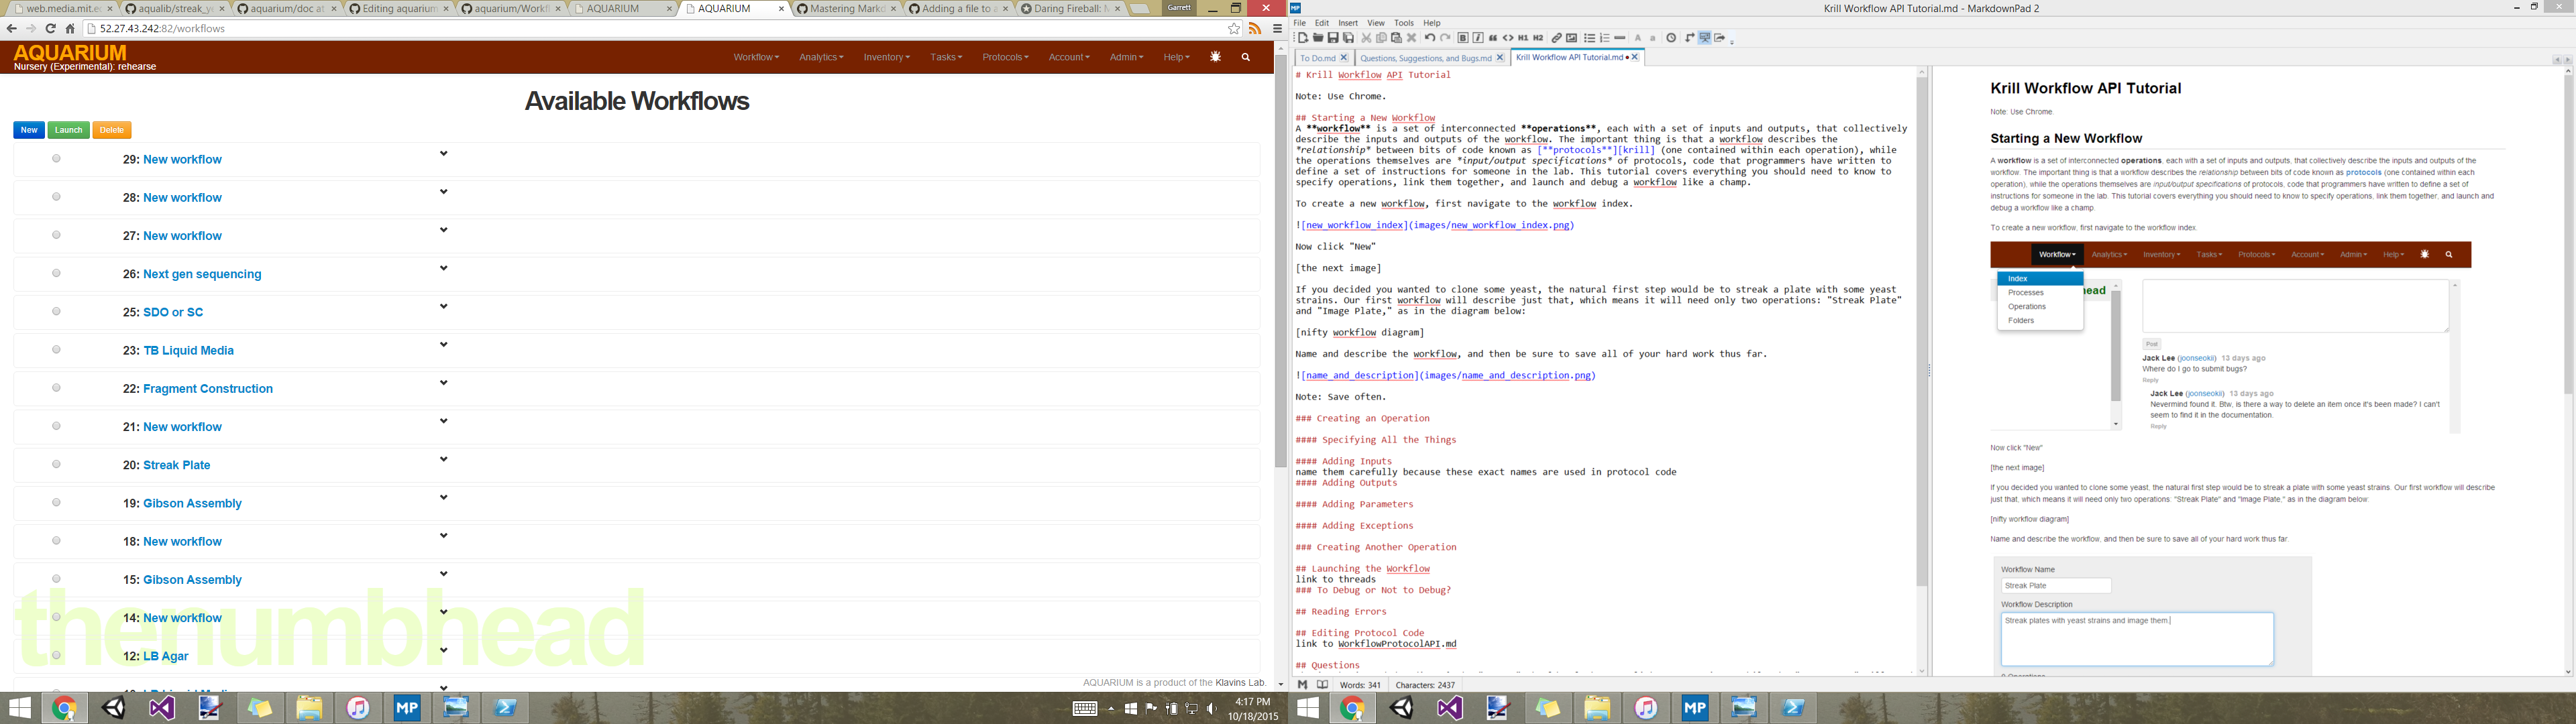 web.media.mit.e
aqualib/streak_y
aquarium/doc at
Editing aquarium
aquarium/Workfl
AQUARIUM
AQUARIUM
Mastering Markd
Adding a file to a
Daring Fireball: M
Garrett
52.27.43.242:82/workflows
AQUARIUM
Nursery (Experimental): rehearse
Workflow
Analytics
Inventory
Tasks
Protocols
Account
Admin
Help
Available Workflows
New
Launch
Delete
29: New workflow
28: New workflow
27: New workflow
26: Next gen sequencing
25: SDO or SC
23: TB Liquid Media
22: Fragment Construction
21: New workflow
20: Streak Plate
19: Gibson Assembly
18: New workflow
15: Gibson Assembly
14: New workflow
12: LB Agar
thenumbhead
AQUARIUM is a product of the Klavins Lab.
4:17 PM
10/18/2015
Krill Workflow API Tutorial.md - MarkdownPad 2
File Edit Insert View Tools Help
To Do.md
Questions, Suggestions, and Bugs.md
Krill Workflow API Tutorial.md
# Krill Workflow API Tutorial
Note: Use Chrome.
## Starting a New Workflow
A **workflow** is a set of interconnected **operations**, each with a set of inputs and outputs, that collectively
describe the inputs and outputs of the workflow. The important thing is that a workflow describes the
*relationship* between bits of code known as [**protocols**][krill] (one contained within each operation), while
the operations themselves are *input/output specifications* of protocols, code that programmers have written to
define a set of instructions for someone in the lab. This tutorial covers everything you should need to know to
specify operations, link them together, and launch and debug a workflow like a champ.
To create a new workflow, first navigate to the workflow index.
![new_workflow_index](images/new_workflow_index.png)
Now click "New"
[the next image]
If you decided you wanted to clone some yeast, the natural first step would be to streak a plate with some yeast
strains. Our first workflow will describe just that, which means it will need only two operations: "Streak Plate"
and "Image Plate," as in the diagram below:
[nifty workflow diagram]
Name and describe the workflow, and then be sure to save all of your hard work thus far.
![name_and_description](images/name_and_description.png)
Note: Save often.
### Creating an Operation
#### Specifying All the Things
#### Adding Inputs
name them carefully because these exact names are used in protocol code
#### Adding Outputs
#### Adding Parameters
#### Adding Exceptions
### Creating Another Operation
## Launching the Workflow
link to threads
### To Debug or Not to Debug?
## Reading Errors
## Editing Protocol Code
link to WorkflowProtocolAPI.md
## Questions
Words: 341
Characters: 2437
Krill Workflow API Tutorial
Note: Use Chrome.
Starting a New Workflow
A workflow is a set of interconnected operations, each with a set of inputs and outputs, that collectively describe the inputs and outputs of the
workflow. The important thing is that a workflow describes the relationship between bits of code known as protocols (one contained within each
operation), while the operations themselves are input/output specifications of protocols, code that programmers have written to define a set of
instructions for someone in the lab. This tutorial covers everything you should need to know to specify operations, link them together, and launch and
debug a workflow like a champ.
To create a new workflow, first navigate to the workflow index.
Workflow
Analytics
Inventory
Tasks
Protocols
Account
Admin
Help
Index
Processes
Operations
Folders
ead
Post
Jack Lee (joonseokii) 13 days ago
Where do I go to submit bugs?
Reply
Jack Lee (joonseokii) 13 days ago
Nevermind found it. Btw, is there a way to delete an item once it's been made? I can't
seem to find it in the documentation.
Reply
Now click "New"
[the next image]
If you decided you wanted to clone some yeast, the natural first step would be to streak a plate with some yeast strains. Our first workflow will describe
just that, which means it will need only two operations: "Streak Plate" and "Image Plate," as in the diagram below:
[nifty workflow diagram]
Name and describe the workflow, and then be sure to save all of your hard work thus far.
Workflow Name
Streak Plate
Workflow Description
Streak plates with yeast strains and image them.